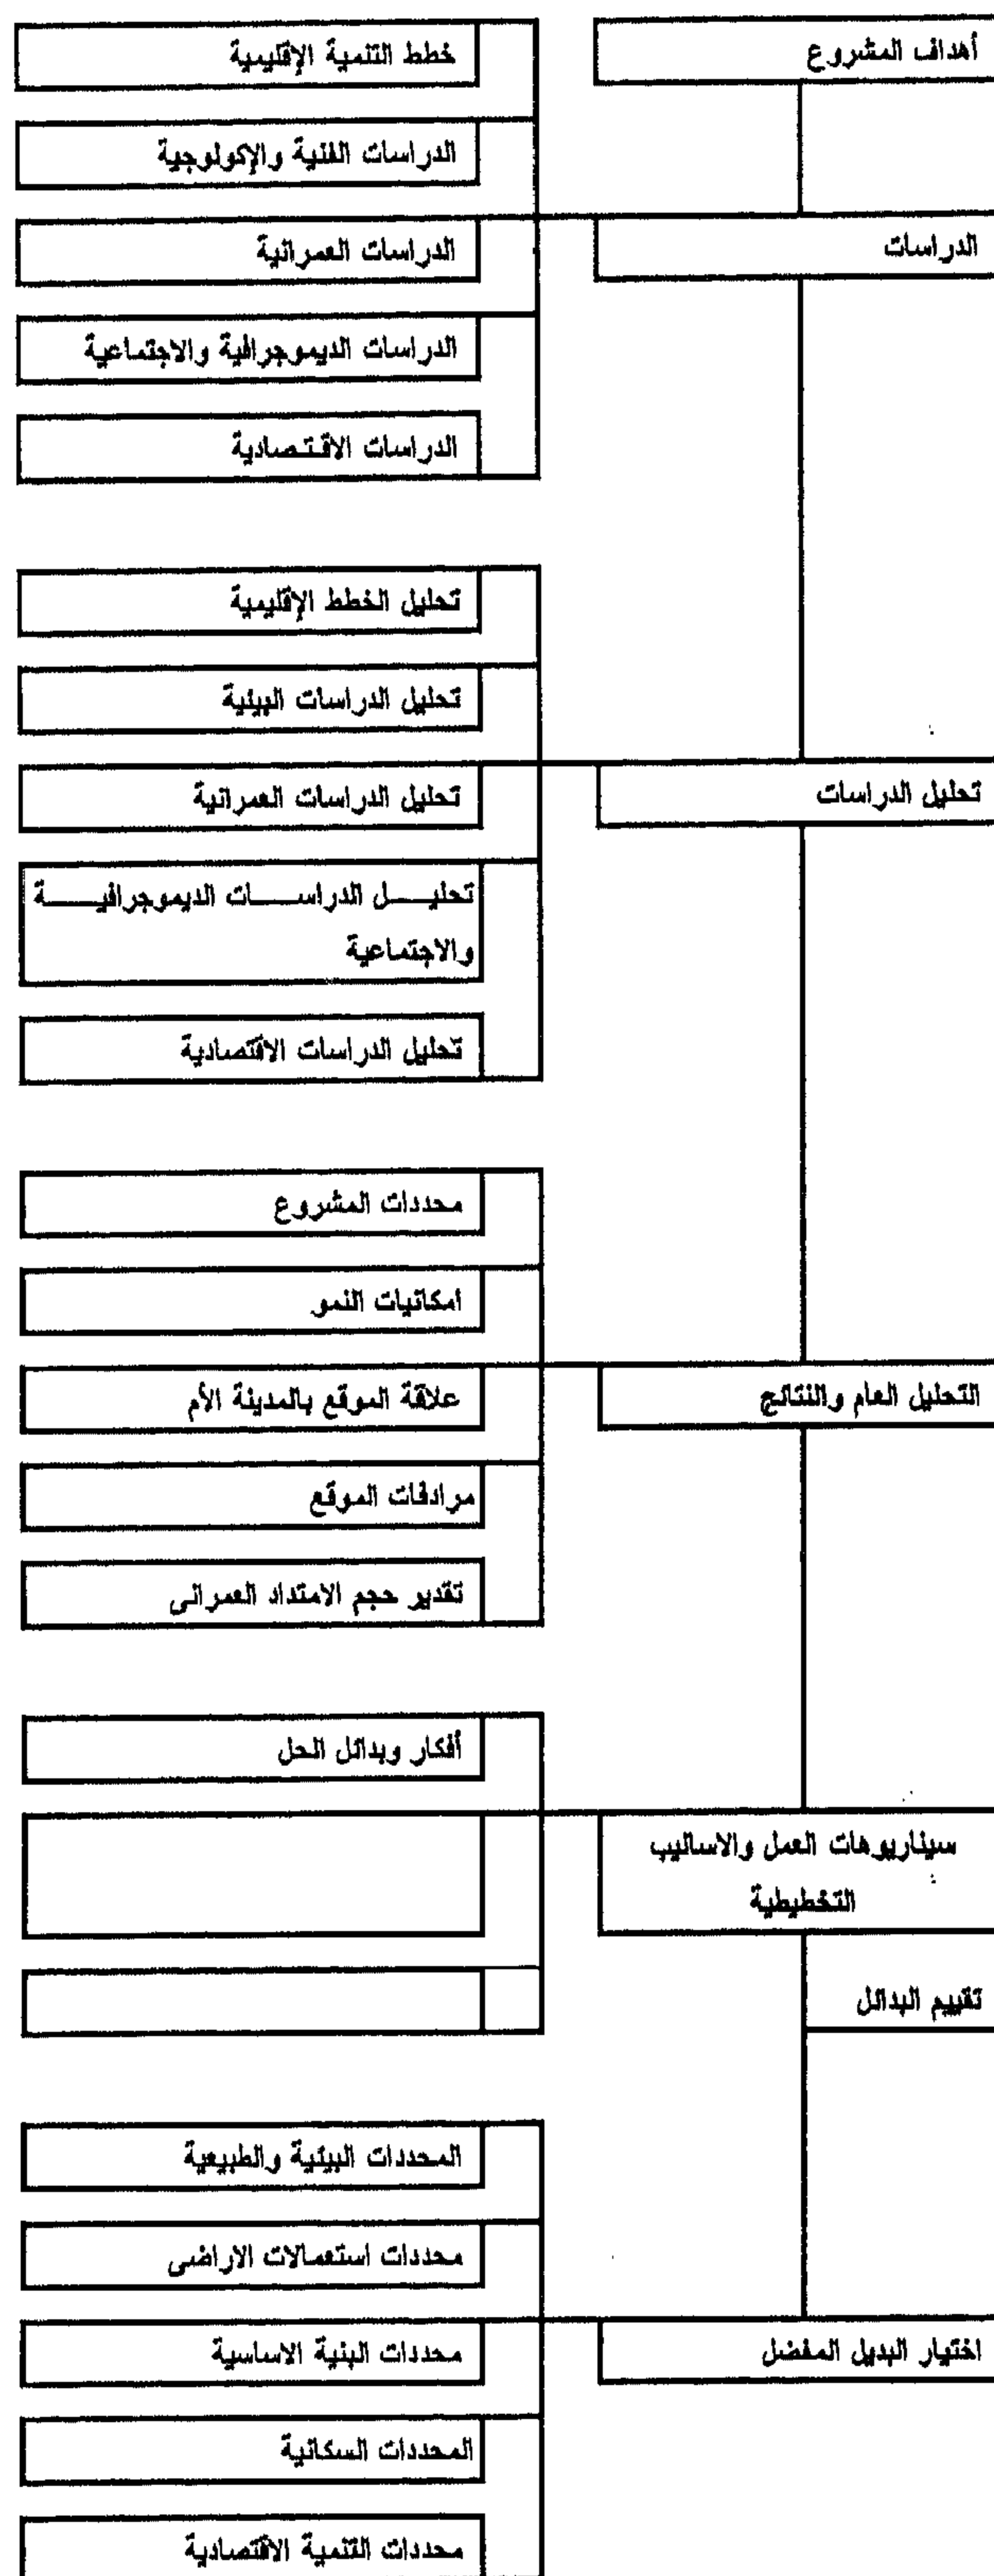 أهداف المشروع
خطط التنمية الإقليمية
الدراسات الفنية والإكولوجية
الدراسات
الدراسات العمرانية
الدراسات الديموجرافية والاجتماعية
الدراسات الاقتصادية
تحليل الخطط الإقليمية
تحليل الدراسات البيئية
تحليل الدراسات
تحليل الدراسات العمرانية
تحليل الدراسات الديموجرافية
والاجتماعية
تحليل الدراسات الاقتصادية
محددات المشروع
امكانيات النمو
التحليل العام والنتائج
علاقة الموقع بالمدينة الأم
مرادفات الموقع
تقدير حجم الامتداد العمرانى
أفكار وبدائل الحل
سيناريوهات العمل والاساليب
التخطيطية
تقييم البدائل
المحددات البيئية والطبيعية
محددات استعمالات الاراضى
اختيار البديل المفضل
محددات البنية الاساسية
المحددات السكانية
محددات التنمية الاقتصادية